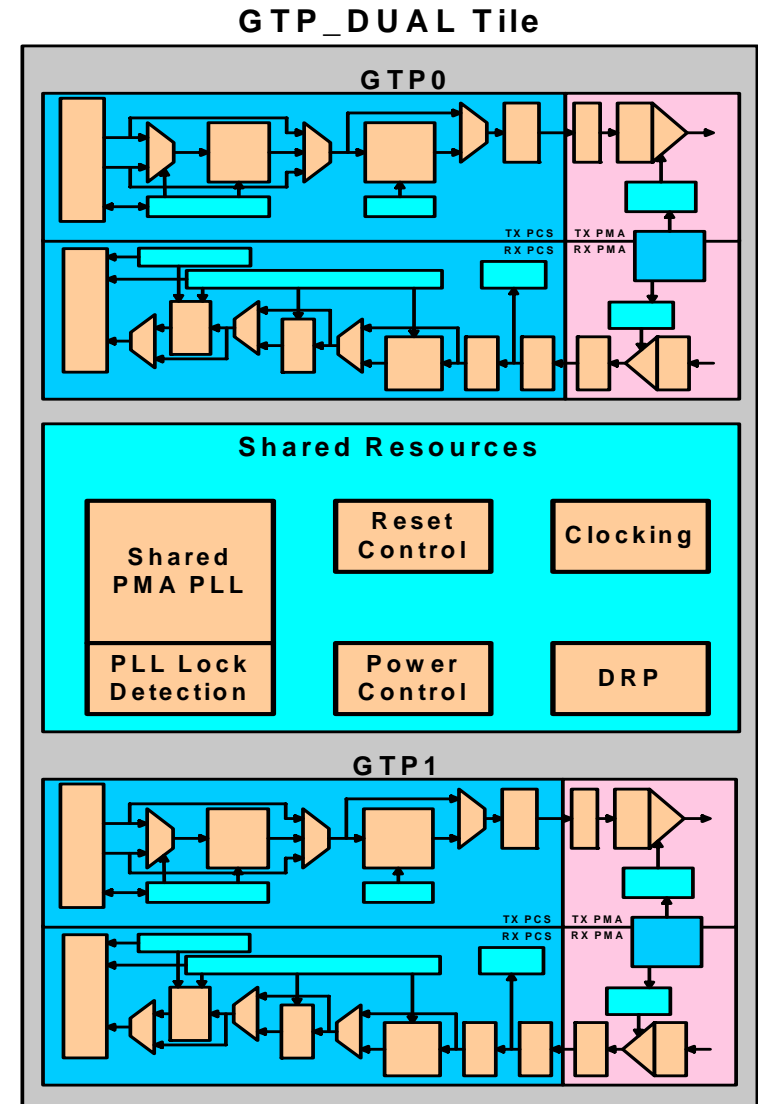 GTP_DUAL Tile
GTP0
TX PCS
TX PMA
RX PCS
RX PMA
Shared Resources
Shared
PMA PLL
PLL Lock
Detection
Reset
Control
Power
Control
Clocking
DRP
GTP1
TX PCS
TX PMA
RX PCS
RX PMA